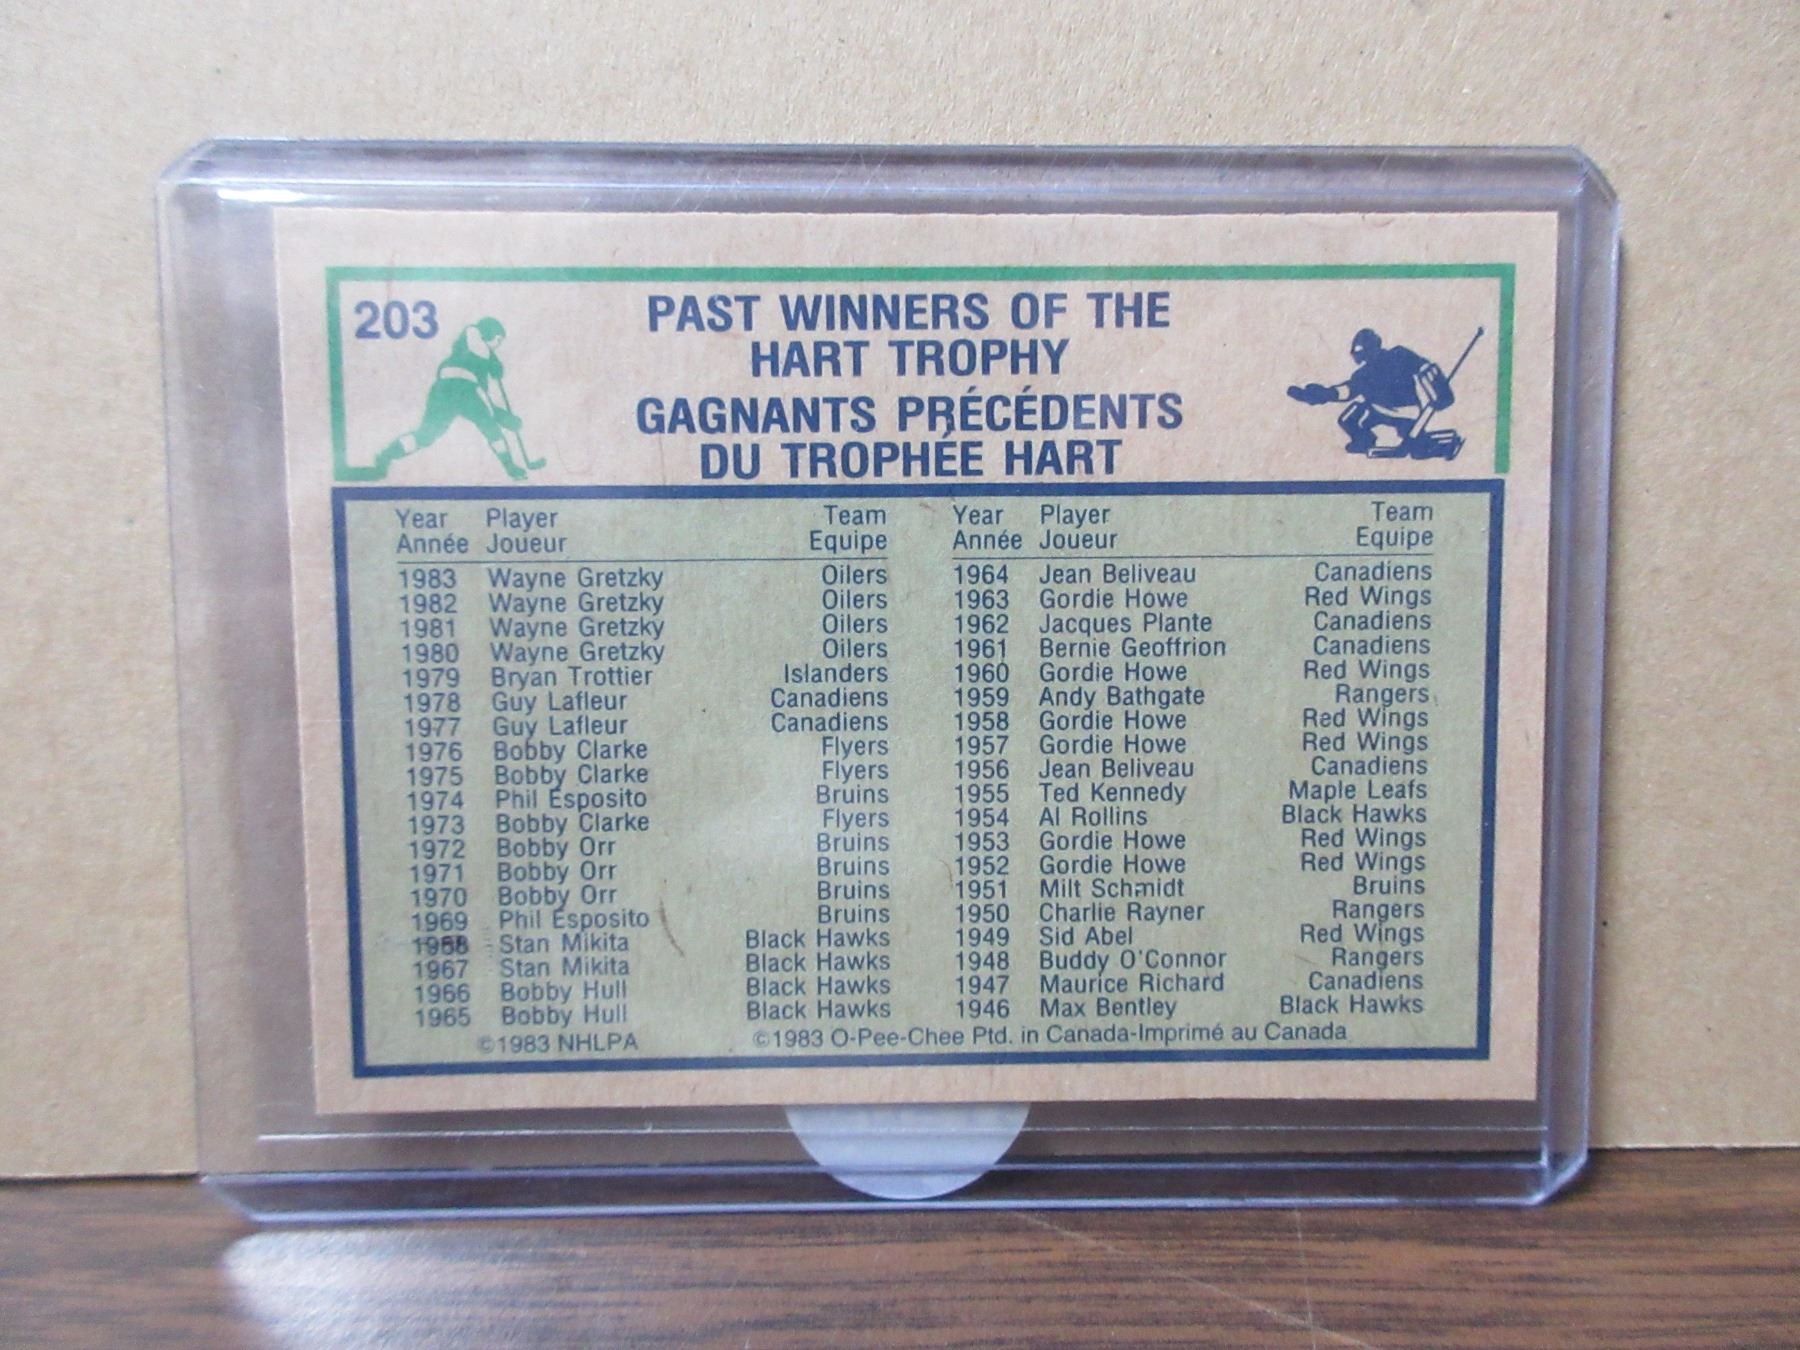 203
PAST WINNERS OF THE
HART TROPHY
GAGNANTS PRÉCÉDENTS
DU TROPHÉE HART
Year Player Team
Année Joueur Equipe
1983 Wayne Gretzky Oilers
1982 Wayne Gretzky Oilers
1981 Wayne Gretzky Oilers
1980 Wayne Gretzky Oilers
1979 Bryan Trottier Islanders
1978 Guy Lafleur Canadiens
1977 Guy Lafleur Canadiens
1976 Bobby Clarke Flyers
1975 Bobby Clarke Flyers
1974 Phil Esposito Bruins
1973 Bobby Clarke Flyers
1972 Bobby Orr Bruins
1971 Bobby Orr Bruins
1970 Bobby Orr Bruins
1969 Phil Esposito Bruins
1968 Stan Mikita Black Hawks
1967 Stan Mikita Black Hawks
1966 Bobby Hull Black Hawks
1965 Bobby Hull Black Hawks
Year Player Team
Année Joueur Equipe
1964 Jean Beliveau Canadiens
1963 Gordie Howe Red Wings
1962 Jacques Plante Canadiens
1961 Bernie Geoffrion Canadiens
1960 Gordie Howe Red Wings
1959 Andy Bathgate Rangers
1958 Gordie Howe Red Wings
1957 Gordie Howe Red Wings
1956 Jean Beliveau Canadiens
1955 Ted Kennedy Maple Leafs
1954 Al Rollins Black Hawks
1953 Gordie Howe Red Wings
1952 Gordie Howe Red Wings
1951 Milt Schmidt Bruins
1950 Charlie Rayner Rangers
1949 Sid Abel Red Wings
1948 Buddy O'Connor Rangers
1947 Maurice Richard Canadiens
1946 Max Bentley Black Hawks
©1983 NHLPA ©1983 O-Pee-Chee Ptd. in Canada-Imprimé au Canada